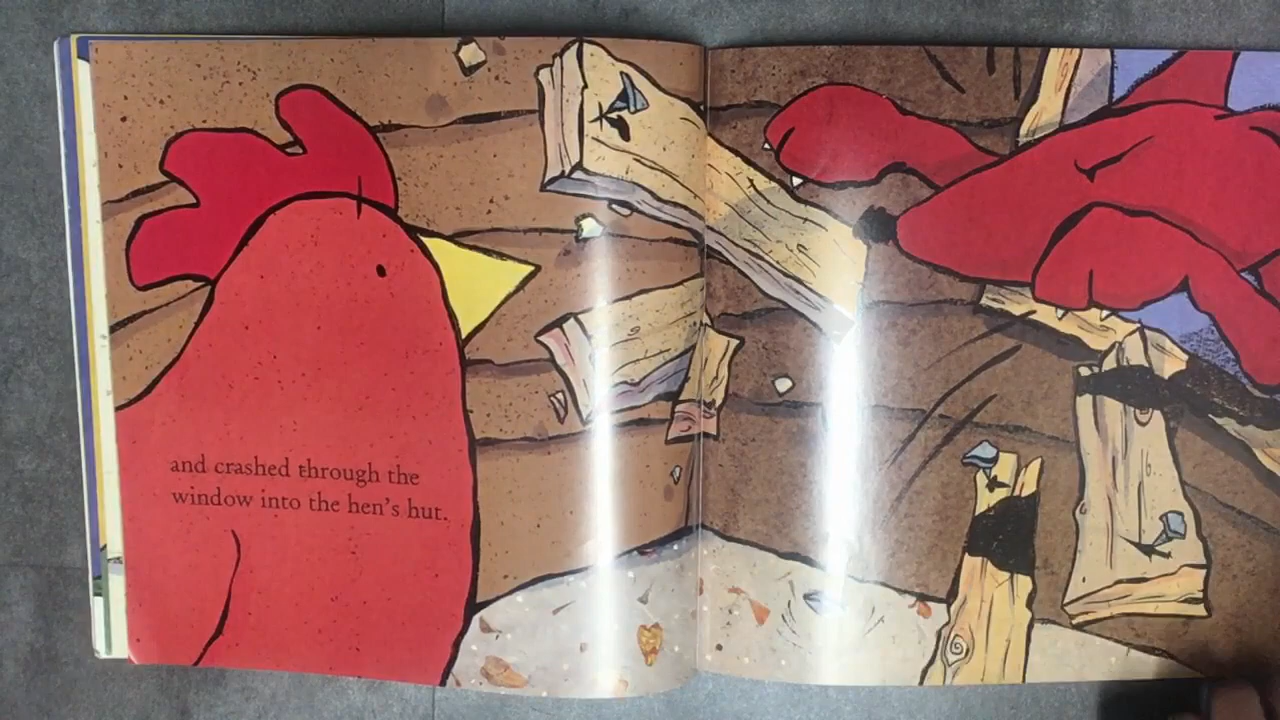 and crashed through the
window into the hen's hut.